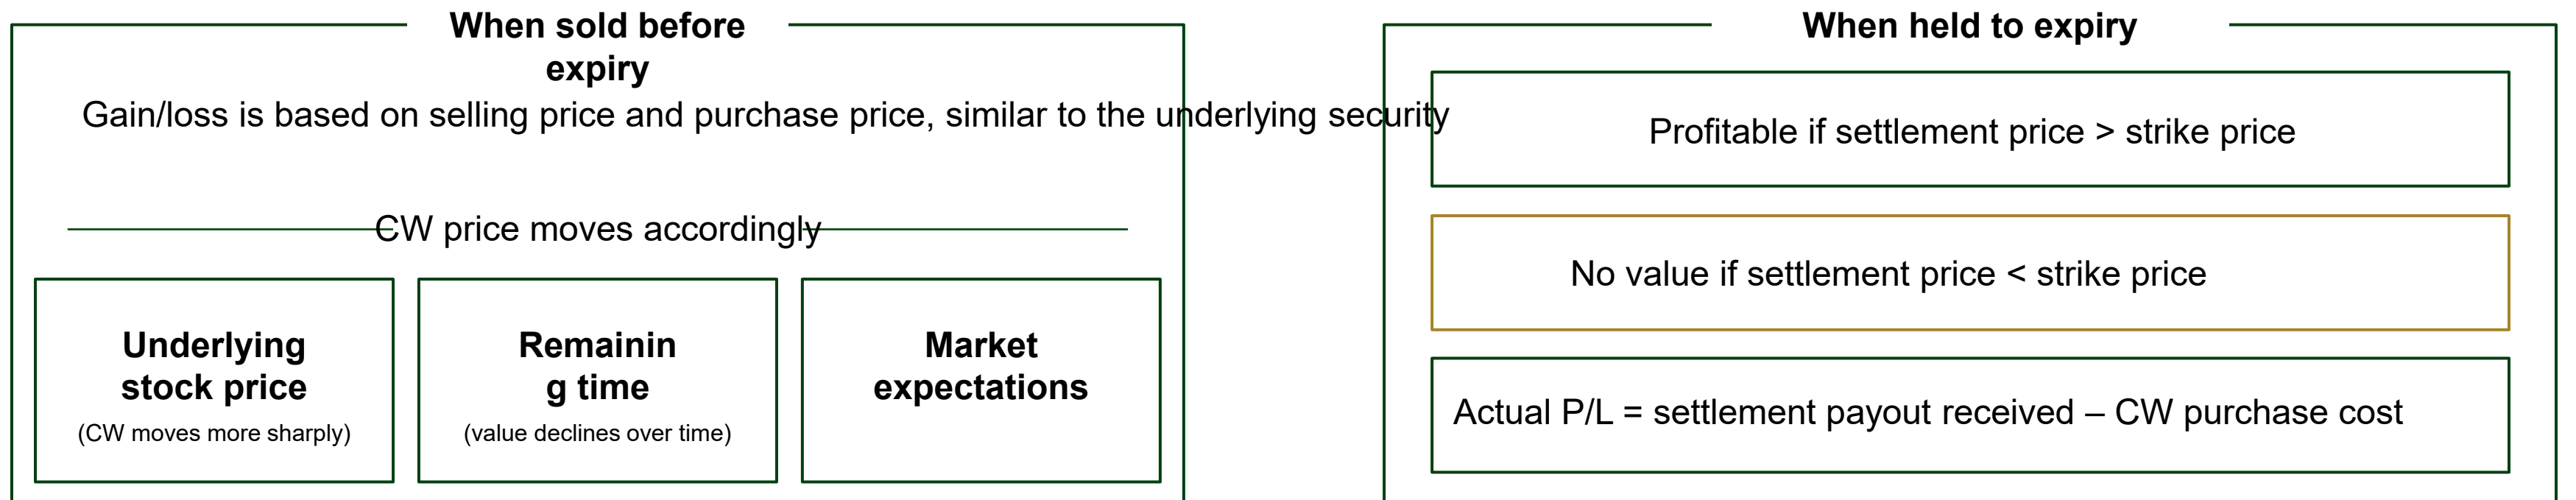 When sold before
expiry
Gain/loss is based on selling price and purchase price, similar to the underlying security
CW price moves accordingly
Underlying
stock price
(CW moves more sharply)
Remainin
g time
(value declines over time)
Market
expectations
When held to expiry
Profitable if settlement price > strike price
No value if settlement price < strike price
Actual P/L = settlement payout received – CW purchase cost